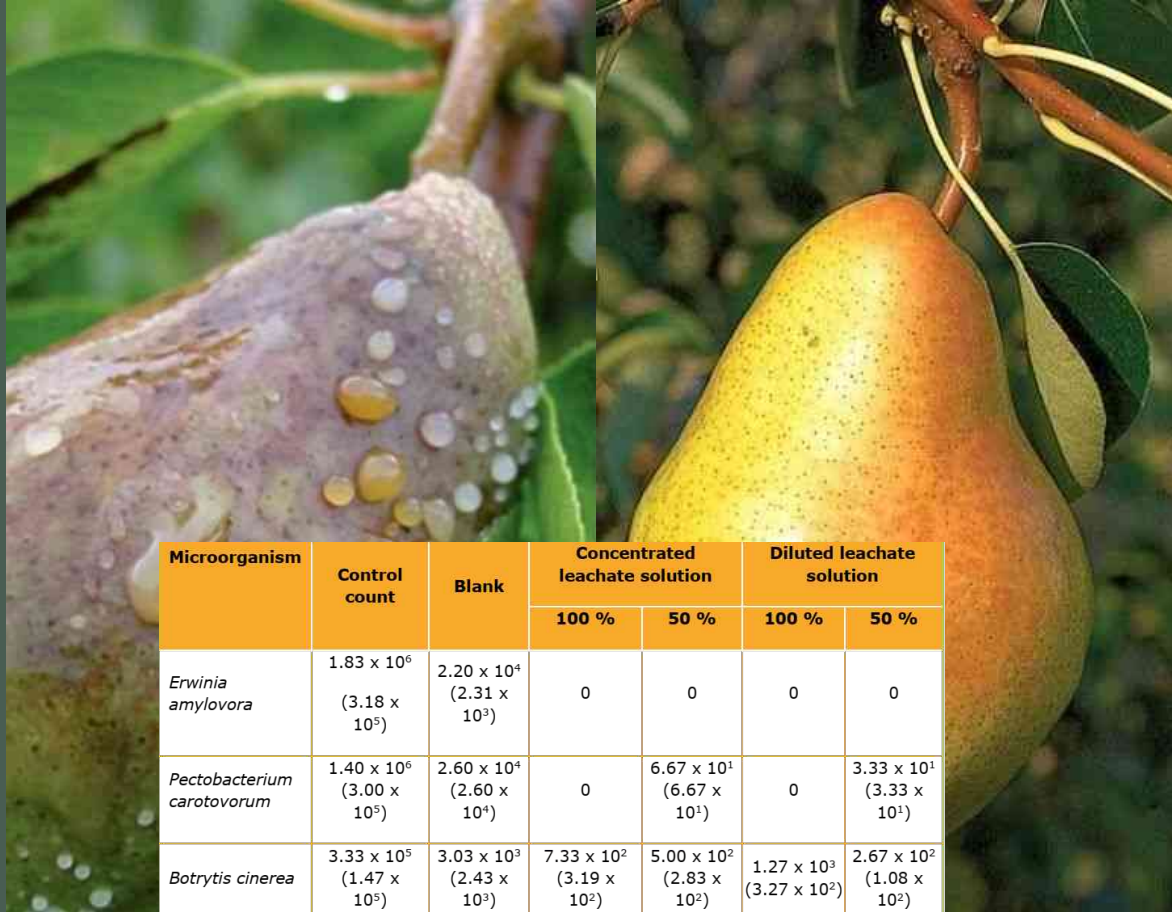 Microorganism
Control
count
Blank
Concentrated
leachate solution
Diluted leachate
solution
100 %
50 %
100 %
50 %
Erwinia
amylovora
1.83 x 10⁶
(3.18 x
10⁵)
2.20 x 10⁴
(2.31 x
10³)
0
0
0
0
Pectobacterium
carotovorum
1.40 x 10⁶
(3.00 x
10⁵)
2.60 x 10⁴
(2.60 x
10⁴)
0
6.67 x 10¹
(6.67 x
10¹)
0
3.33 x 10¹
(3.33 x
10¹)
Botrytis cinerea
3.33 x 10⁵
(1.47 x
10⁵)
3.03 x 10³
(2.43 x
10³)
7.33 x 10²
(3.19 x
10²)
5.00 x 10²
(2.83 x
10²)
1.27 x 10³
(3.27 x 10²)
2.67 x 10²
(1.08 x
10²)